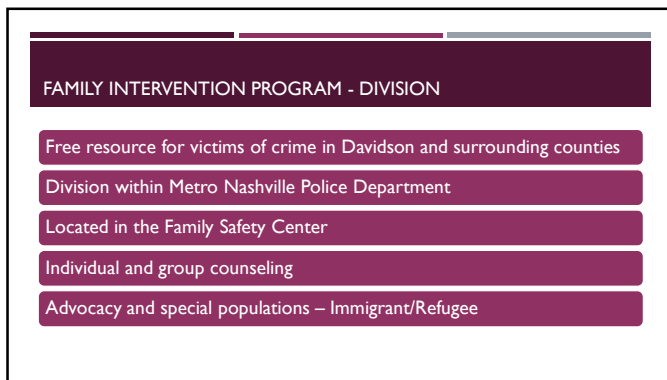 FAMILY INTERVENTION PROGRAM - DIVISION
Free resource for victims of crime in Davidson and surrounding counties
Division within Metro Nashville Police Department
Located in the Family Safety Center
Individual and group counseling
Advocacy and special populations – Immigrant/Refugee